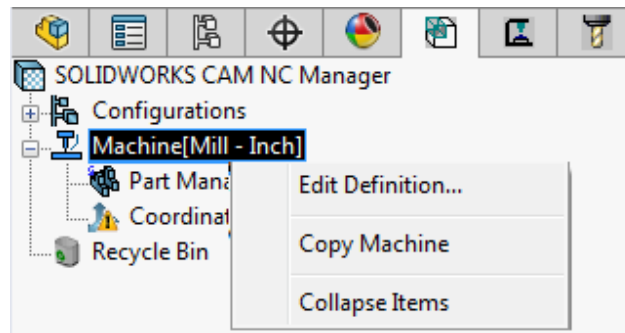 SOLIDWORKS CAM NC Manager
Configurations
Machine[Mill - Inch]
Part Mana
Edit Definition...
Coordinat
Copy Machine
Recycle Bin
Collapse Items